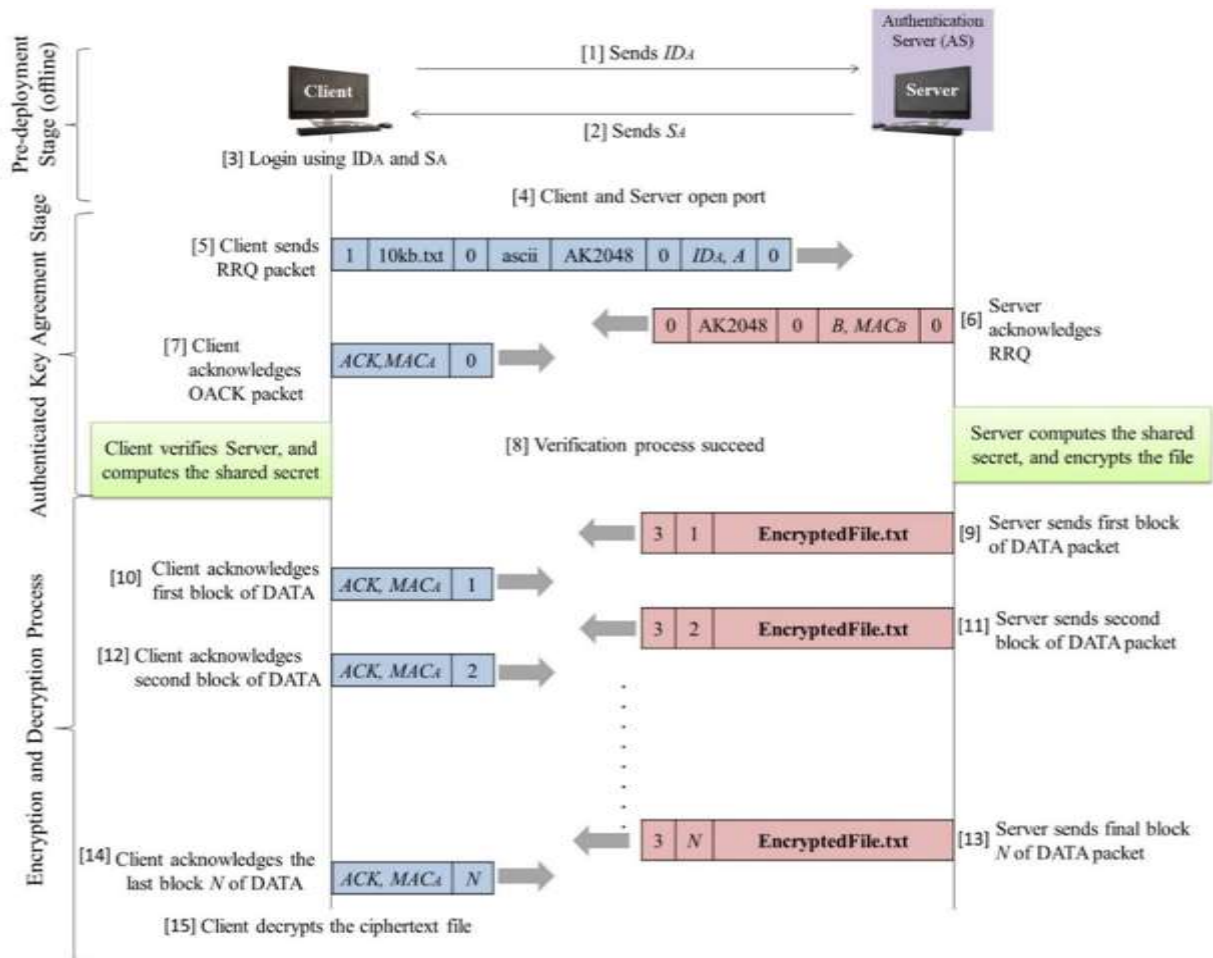 Pre-deployment
Stage (offline)
Authentication
Server (AS)
Client
Server
[1] Sends IDA
[2] Sends SA
[3] Login using IDA and SA
[4] Client and Server open port
Authenticated Key Agreement Stage
[5] Client sends
RRQ packet
1 10kb.txt 0 ascii AK2048 0 IDA, A 0
0 AK2048 0 B, MACB 0
[6] Server
acknowledges
RRQ
[7] Client
acknowledges
OACK packet
ACK,MACA 0
Client verifies Server, and
computes the shared secret
[8] Verification process succeed
Server computes the shared
secret, and encrypts the file
Encryption and Decryption Process
3 1 EncryptedFile.txt
[9] Server sends first block
of DATA packet
[10] Client acknowledges
first block of DATA
ACK, MACA 1
3 2 EncryptedFile.txt
[11] Server sends second
block of DATA packet
[12] Client acknowledges
second block of DATA
ACK, MACA 2
3 N EncryptedFile.txt
[13] Server sends final block
N of DATA packet
[14] Client acknowledges the
last block N of DATA
ACK, MACA N
[15] Client decrypts the ciphertext file